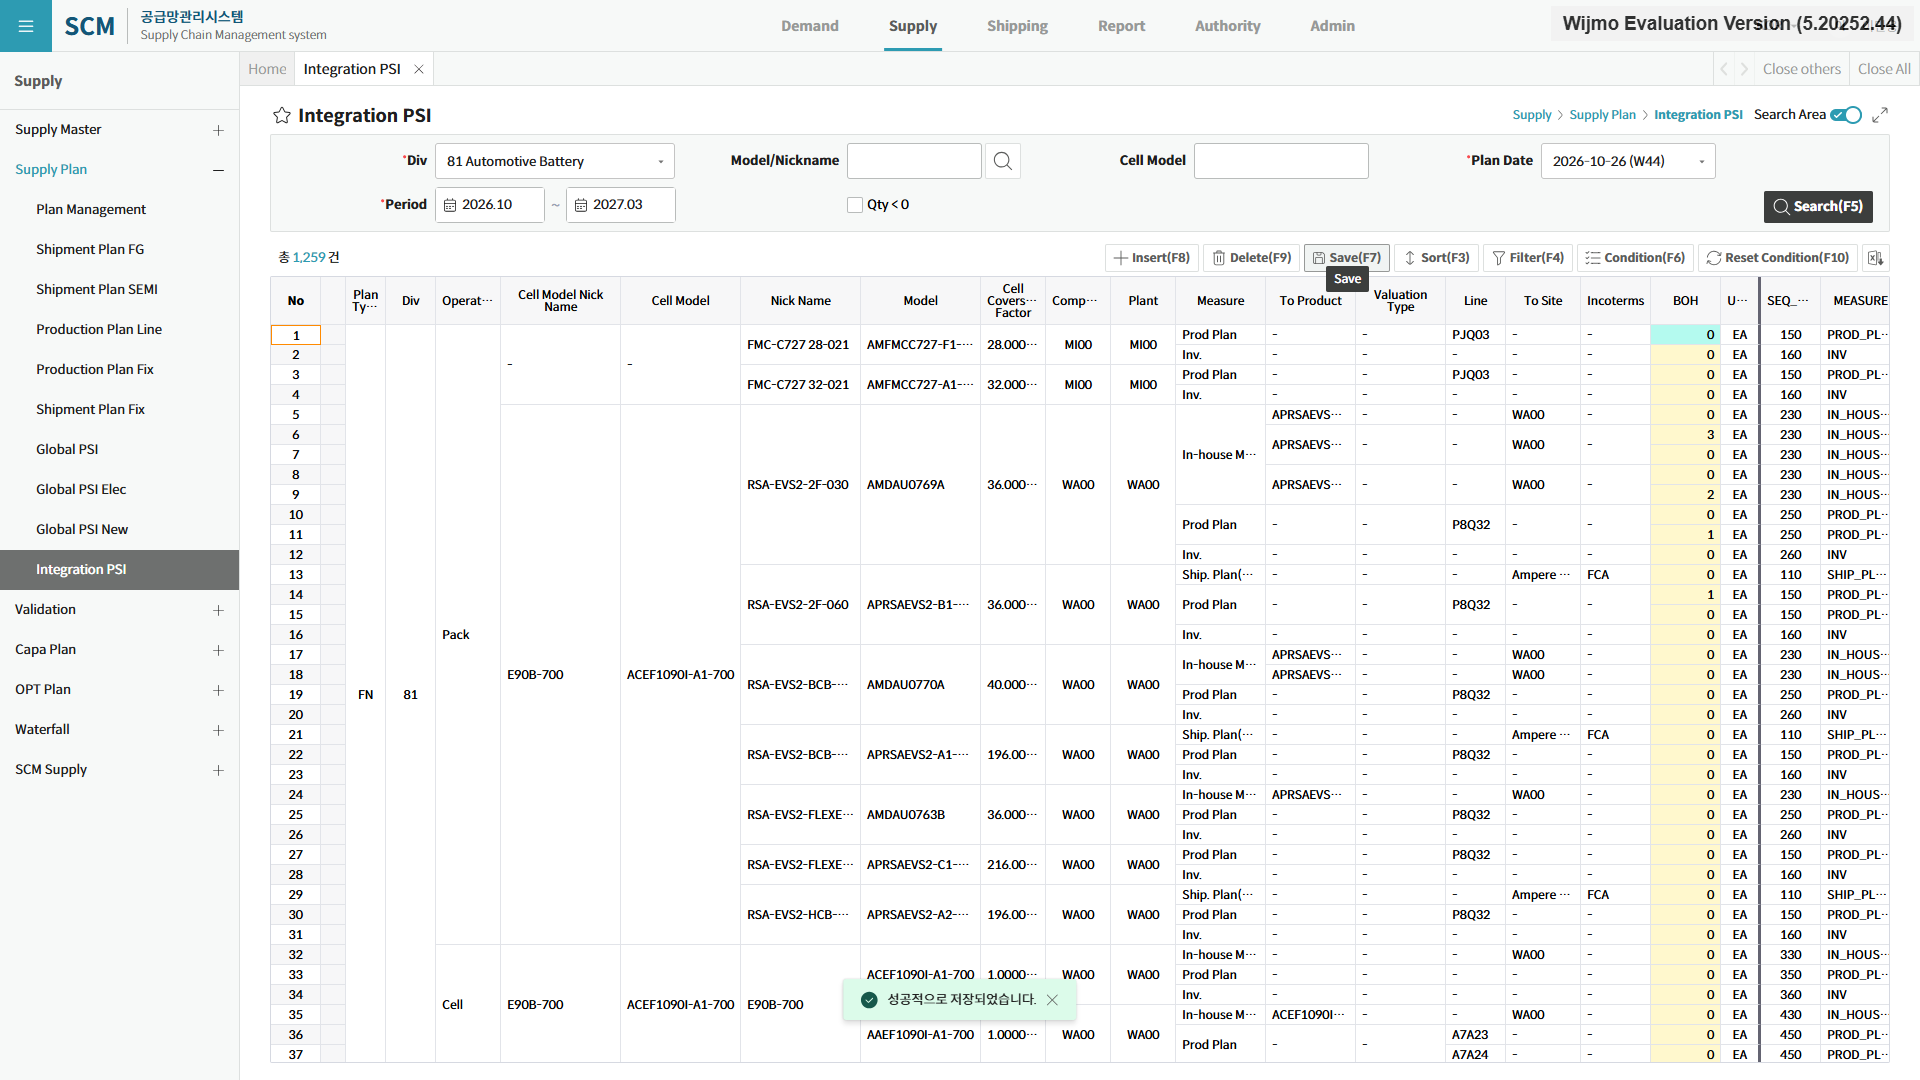 SCM
공급망관리시스템
Supply Chain Management system
Demand
Supply
Shipping
Report
Authority
Admin
Wijmo Evaluation Version (5.20252.44)
Supply
Home
Integration PSI
Close others
Close All
Supply Master
Supply Plan
Plan Management
Shipment Plan FG
Shipment Plan SEMI
Production Plan Line
Production Plan Fix
Shipment Plan Fix
Global PSI
Global PSI Elec
Global PSI New
Integration PSI
Validation
Capa Plan
OPT Plan
Waterfall
SCM Supply
Integration PSI
Supply > Supply Plan > Integration PSI
Search Area
*Div 81 Automotive Battery
Model/Nickname
Cell Model
*Plan Date 2026-10-26 (W44)
*Period 2026.10 ~ 2027.03
Qty < 0
Search(F5)
총 1,259 건
Insert(F8) Delete(F9) Save(F7) Sort(F3) Filter(F4) Condition(F6) Reset Condition(F10)
Save
No Plan Ty··· Div Operat··· Cell Model Nick Name Cell Model Nick Name Model Cell Covers··· Factor Comp··· Plant Measure To Product Valuation Type Line To Site Incoterms BOH U··· SEQ_··· MEASURE
1 FN 81 Pack - - FMC-C727 28-021 AMFMCC727-F1-··· 28.000··· MI00 MI00 Prod Plan - - PJQ03 - - 0 EA 150 PROD_PL··
2 Inv. - - - - - 0 EA 160 INV
3 FMC-C727 32-021 AMFMCC727-A1-··· 32.000··· MI00 MI00 Prod Plan - - PJQ03 - - 0 EA 150 PROD_PL··
4 Inv. - - - - - 0 EA 160 INV
5 E90B-700 ACEF1090I-A1-700 RSA-EVS2-2F-030 AMDAU0769A 36.000··· WA00 WA00 In-house M··· APRSAEVS··· - - WA00 - 0 EA 230 IN_HOUS··
6 APRSAEVS··· - - WA00 - 3 EA 230 IN_HOUS··
7 0 EA 230 IN_HOUS··
8 APRSAEVS··· - - WA00 - 0 EA 230 IN_HOUS··
9 2 EA 230 IN_HOUS··
10 Prod Plan - - P8Q32 - - 0 EA 250 PROD_PL··
11 1 EA 250 PROD_PL··
12 Inv. - - - - - 0 EA 260 INV
13 RSA-EVS2-2F-060 APRSAEVS2-B1-··· 36.000··· WA00 WA00 Ship. Plan(··· - - - Ampere ··· FCA 0 EA 110 SHIP_PL···
14 Prod Plan - - P8Q32 - - 1 EA 150 PROD_PL··
15 0 EA 150 PROD_PL··
16 Inv. - - - - - 0 EA 160 INV
17 RSA-EVS2-BCB-··· AMDAU0770A 40.000··· WA00 WA00 In-house M··· APRSAEVS··· - - WA00 - 0 EA 230 IN_HOUS··
18 APRSAEVS··· - - WA00 - 0 EA 230 IN_HOUS··
19 Prod Plan - - P8Q32 - - 0 EA 250 PROD_PL··
20 Inv. - - - - - 0 EA 260 INV
21 RSA-EVS2-BCB-··· APRSAEVS2-A1-··· 196.00··· WA00 WA00 Ship. Plan(··· - - - Ampere ··· FCA 0 EA 110 SHIP_PL···
22 Prod Plan - - P8Q32 - - 0 EA 150 PROD_PL··
23 Inv. - - - - - 0 EA 160 INV
24 RSA-EVS2-FLEXE··· AMDAU0763B 36.000··· WA00 WA00 In-house M··· APRSAEVS··· - - WA00 - 0 EA 230 IN_HOUS··
25 Prod Plan - - P8Q32 - - 0 EA 250 PROD_PL··
26 Inv. - - - - - 0 EA 260 INV
27 RSA-EVS2-FLEXE··· APRSAEVS2-C1-··· 216.00··· WA00 WA00 Prod Plan - - P8Q32 - - 0 EA 150 PROD_PL··
28 Inv. - - - - - 0 EA 160 INV
29 RSA-EVS2-HCB-··· APRSAEVS2-A2-··· 196.00··· WA00 WA00 Ship. Plan(··· - - - Ampere ··· FCA 0 EA 110 SHIP_PL···
30 Prod Plan - - P8Q32 - - 0 EA 150 PROD_PL··
31 Inv. - - - - - 0 EA 160 INV
32 Cell E90B-700 ACEF1090I-A1-700 E90B-700 ACEF1090I-A1-700 1.0000··· WA00 WA00 In-house M··· - - - WA00 - 0 EA 330 IN_HOUS··
33 Prod Plan - - - - - 0 EA 350 PROD_PL··
34 Inv. - - - - - 0 EA 360 INV
35 AAEF1090I-A1-700 1.0000··· WA00 WA00 In-house M··· ACEF1090I··· - - WA00 - 0 EA 430 IN_HOUS··
36 Prod Plan - - A7A23 - - 0 EA 450 PROD_PL··
37 A7A24 - - 0 EA 450 PROD_PL··
성공적으로 저장되었습니다.